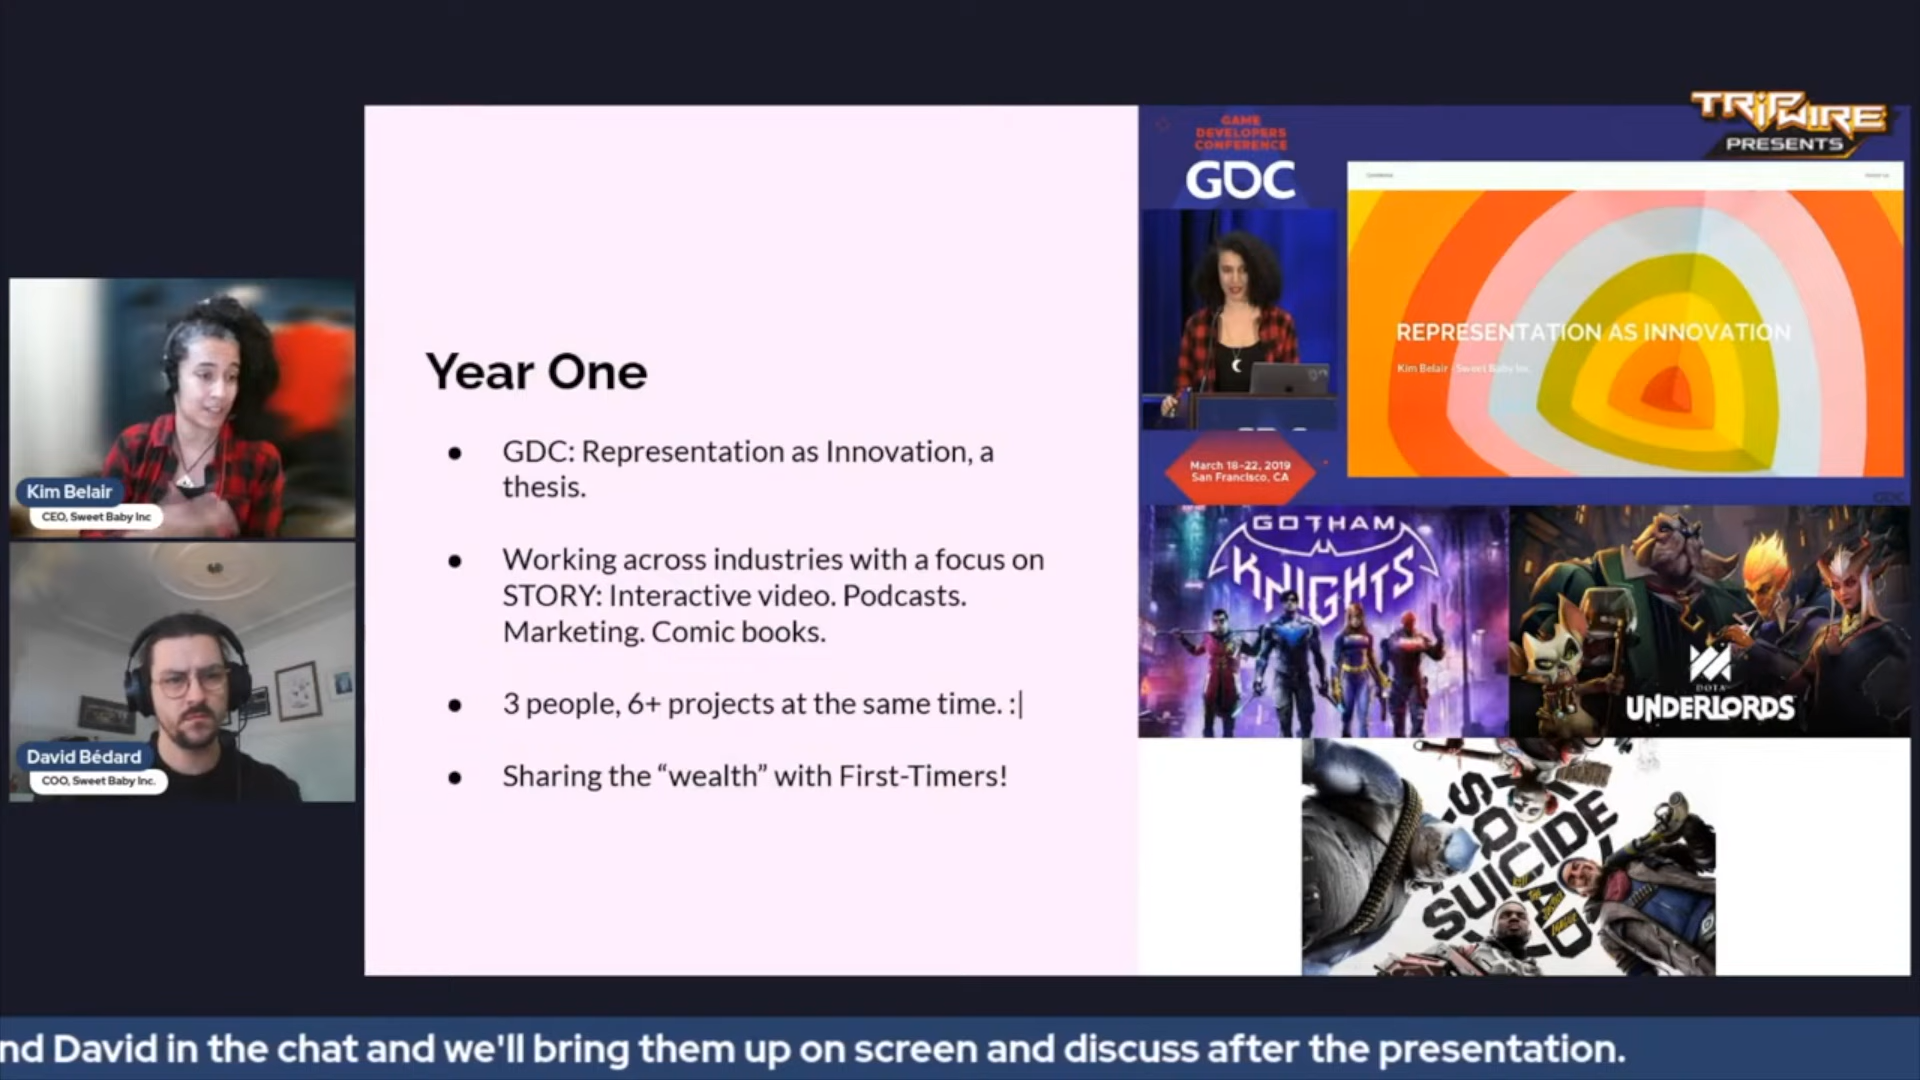 TRIPWIRE
PRESENTS
GAME
DEVELOPERS
CONFERENCE
GDC
REPRESENTATION AS INNOVATION
Kim Belair - Sweet Baby Inc.
March 18-22, 2019
San Francisco, CA
Year One
● GDC: Representation as Innovation, a
thesis.
● Working across industries with a focus on
STORY: Interactive video. Podcasts.
Marketing. Comic books.
● 3 people, 6+ projects at the same time. :|
● Sharing the “wealth” with First-Timers!
Kim Belair
CEO, Sweet Baby Inc
David Bédard
COO, Sweet Baby Inc.
GOTHAM
KNIGHTS
DOTA
UNDERLORDS
SUICIDE
SQUAD
nd David in the chat and we'll bring them up on screen and discuss after the presentation.